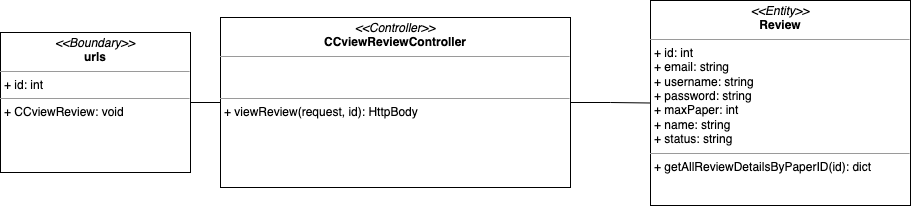 <<Boundary>>
urls
+ id: int
+ CCviewReview: void
<<Controller>>
CCviewReviewController
+ viewReview(request, id): HttpBody
<<Entity>>
Review
+ id: int
+ email: string
+ username: string
+ password: string
+ maxPaper: int
+ name: string
+ status: string
+ getAllReviewDetailsByPaperID(id): dict